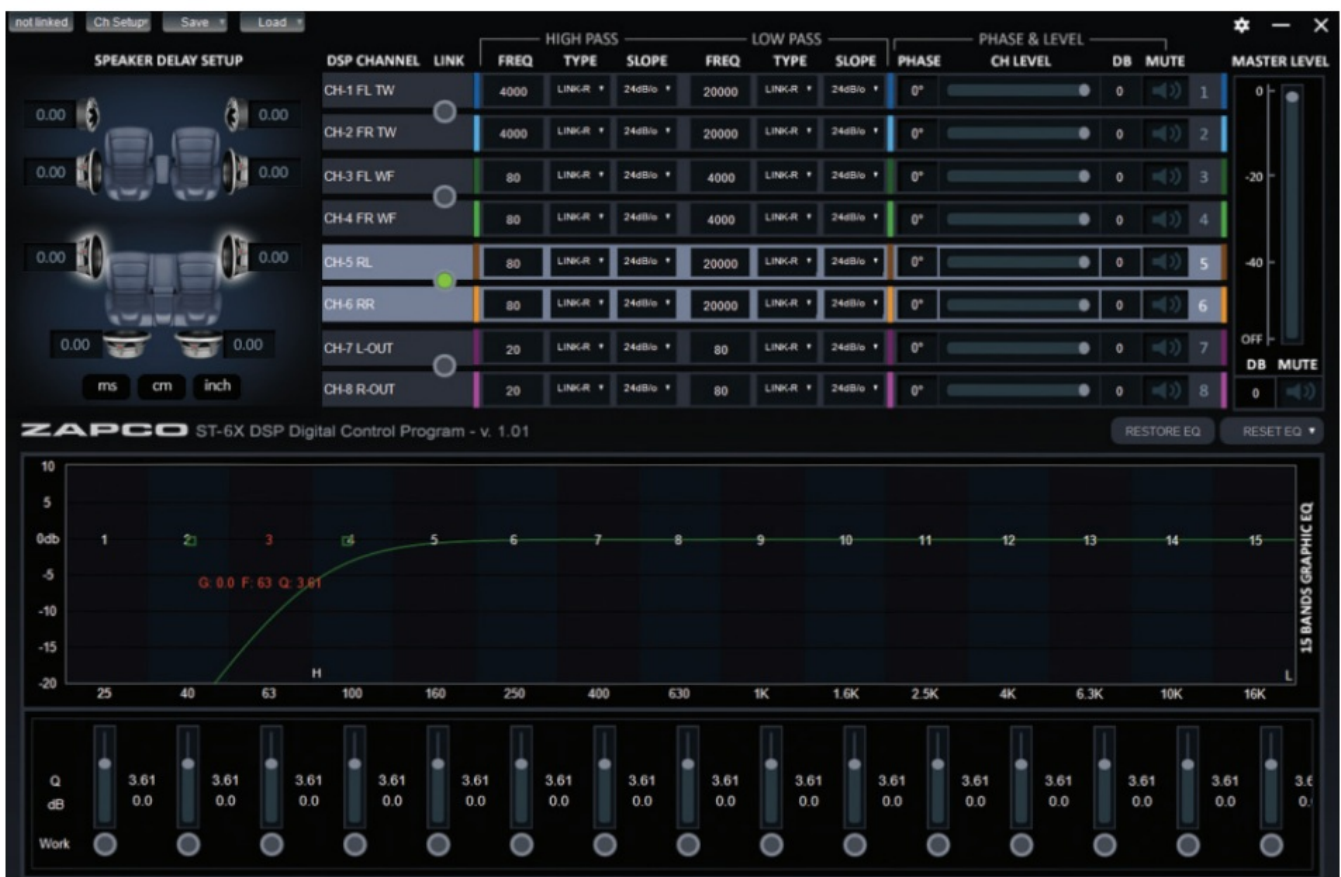 not linked Ch Setup Save Load
HIGH PASS LOW PASS PHASE & LEVEL
SPEAKER DELAY SETUP DSP CHANNEL LINK FREQ TYPE SLOPE FREQ TYPE SLOPE PHASE CH LEVEL DB MUTE MASTER LEVEL
CH-1 FL TW 4000 LINK-R 24dB/o 20000 LINK-R 24dB/o 0° 0 1 0
0.00 0.00
CH-2 FR TW 4000 LINK-R 24dB/o 20000 LINK-R 24dB/o 0° 0 2
0.00 0.00 CH-3 FL WF 80 LINK-R 24dB/o 4000 LINK-R 24dB/o 0° 0 3 -20
CH-4 FR WF 80 LINK-R 24dB/o 4000 LINK-R 24dB/o 0° 0 4
0.00 0.00 CH-5 RL 80 LINK-R 24dB/o 20000 LINK-R 24dB/o 0° 0 5 -40
CH-6 RR 80 LINK-R 24dB/o 20000 LINK-R 24dB/o 0° 0 6
0.00 0.00 CH-7 L-OUT 20 LINK-R 24dB/o 80 LINK-R 24dB/o 0° 0 7 OFF
DB MUTE
ms cm inch CH-8 R-OUT 20 LINK-R 24dB/o 80 LINK-R 24dB/o 0° 0 8 0
ZAPCO ST-6X DSP Digital Control Program - v. 1.01 RESTORE EQ RESET EQ
10
5
0db 1 2 3 4 5 6 7 8 9 10 11 12 13 14 15
-5 G: 0.0 F: 63 Q: 3.61
-10
-15
H L
-20
25 40 63 100 160 250 400 630 1K 1.6K 2.5K 4K 6.3K 10K 16K
15 BANDS GRAPHIC EQ
Q 3.61 3.61 3.61 3.61 3.61 3.61 3.61 3.61 3.61 3.61 3.61 3.61 3.61 3.61
dB 0.0 0.0 0.0 0.0 0.0 0.0 0.0 0.0 0.0 0.0 0.0 0.0 0.0 0.0
Work